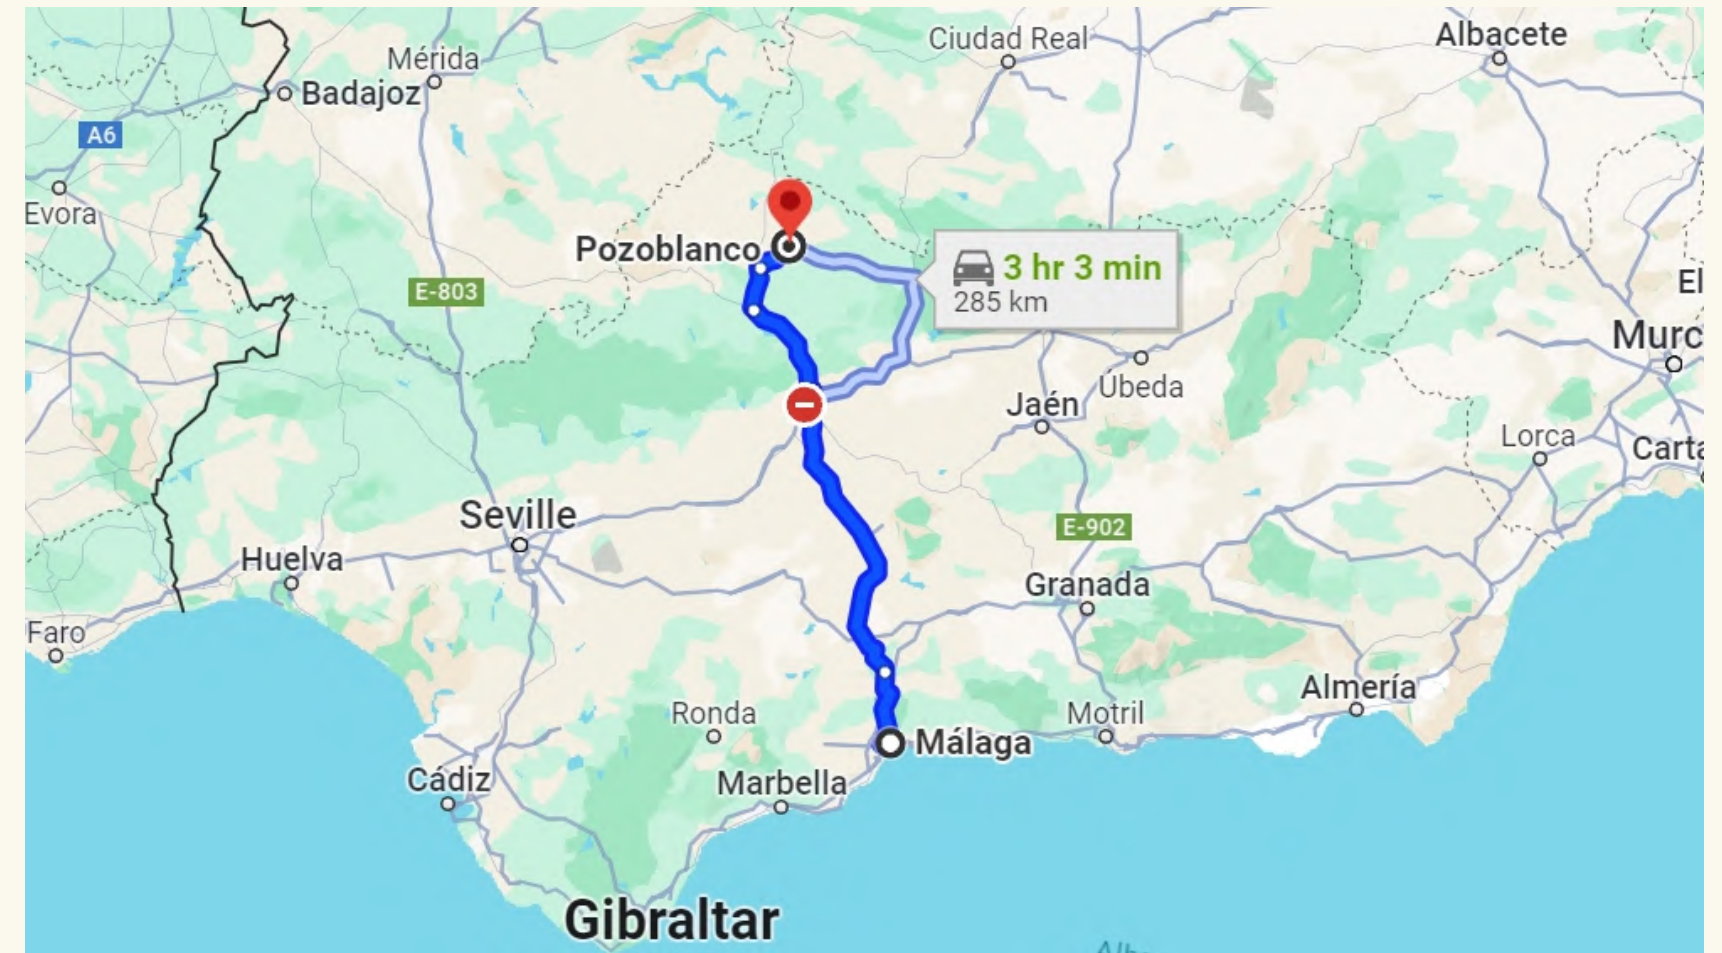 Ciudad Real
Albacete
Mérida
Badajoz
A6
Evora
Pozoblanco
3 hr 3 min
285 km
E-803
El
Murc
Úbeda
Jaén
Lorca
Carta
Seville
E-902
Huelva
Granada
Faro
Almería
Ronda
Motril
Málaga
Cádiz
Marbella
Gibraltar